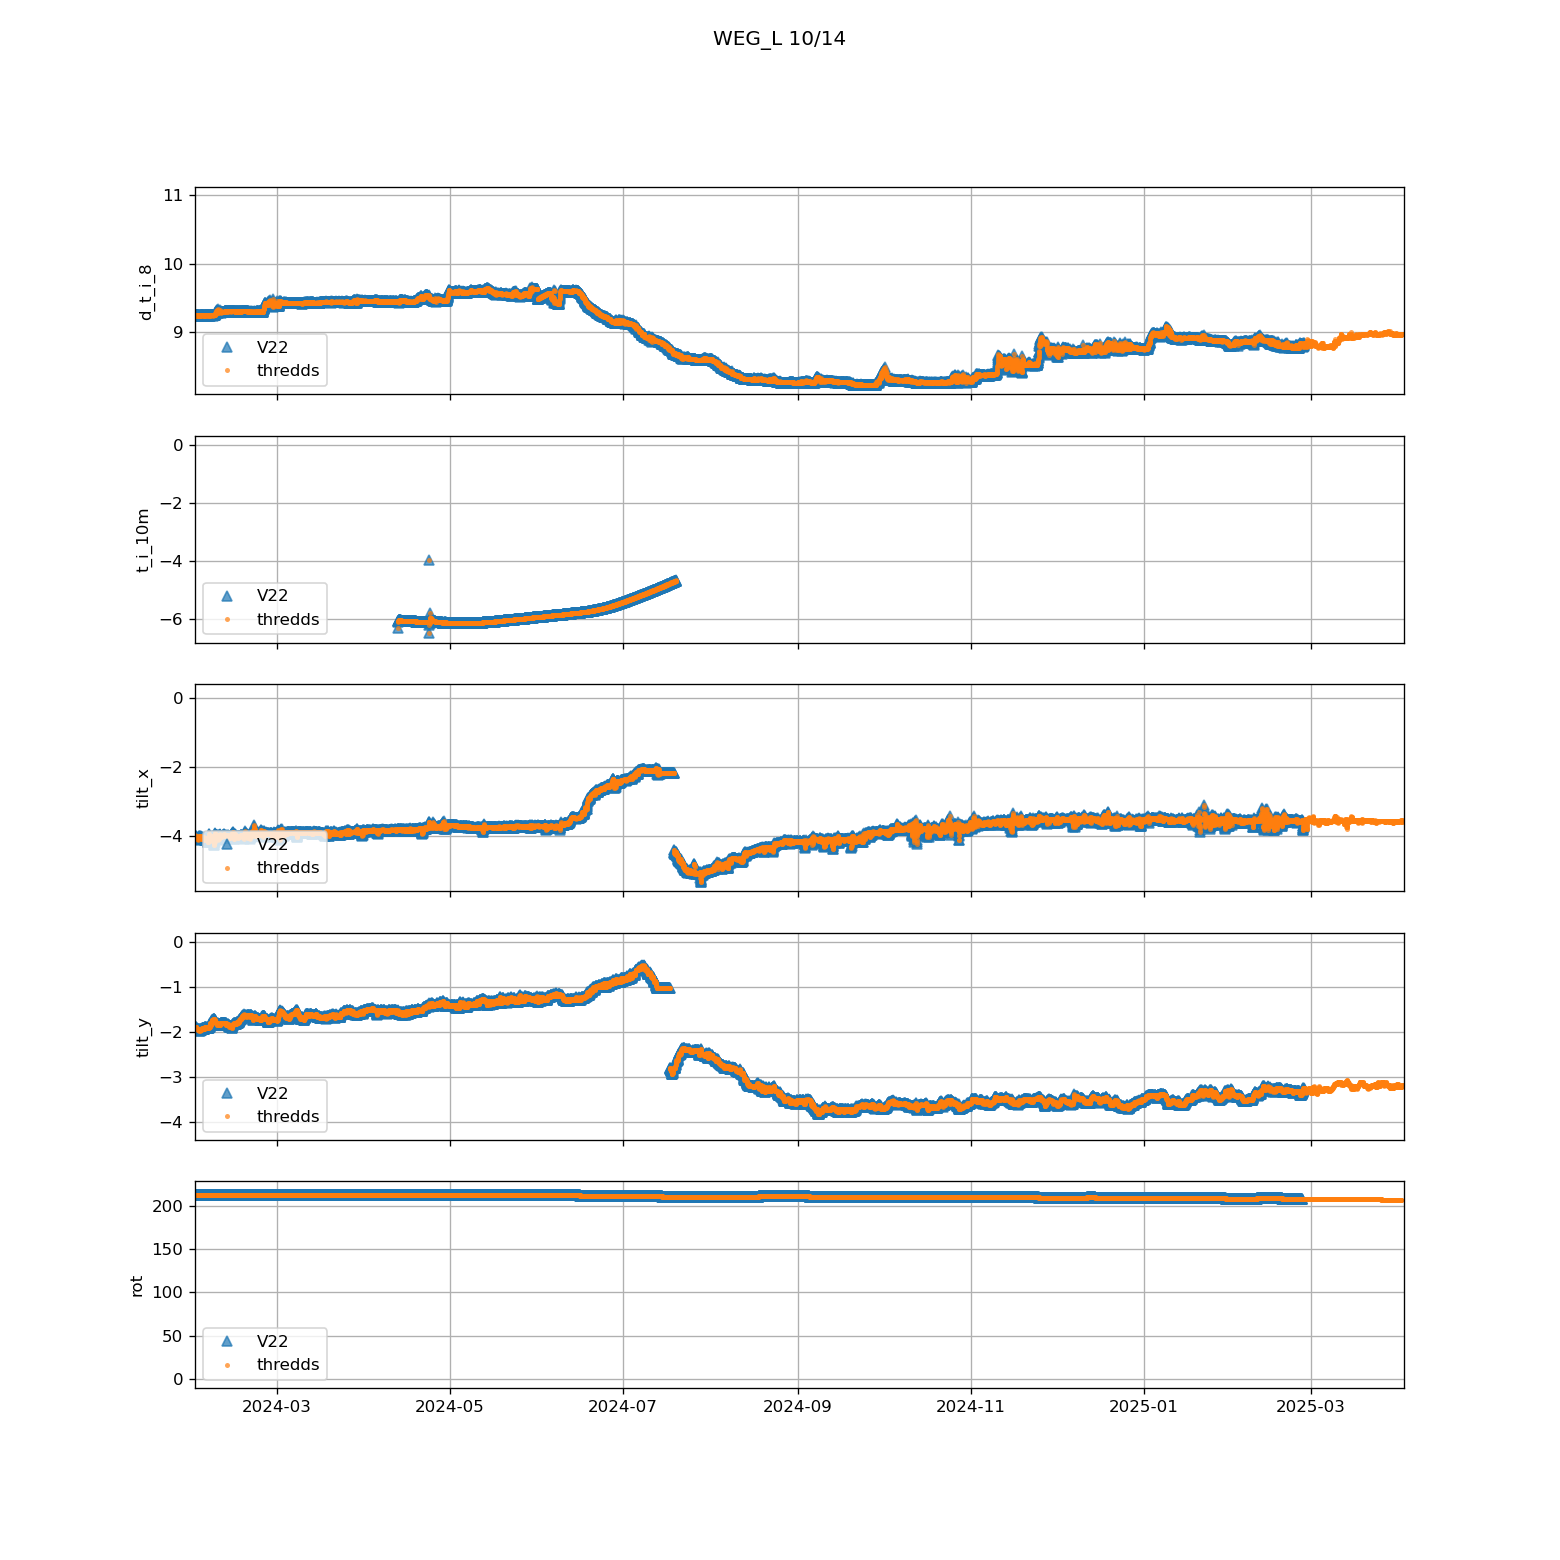 WEG_L 10/14
11
10
9
d_t_i_8
V22
thredds
0
−2
−4
−6
t_i_10m
V22
thredds
0
−2
−4
tilt_x
V22
thredds
0
−1
−2
−3
−4
tilt_y
V22
thredds
200
150
100
50
0
rot
V22
thredds
2024-03 2024-05 2024-07 2024-09 2024-11 2025-01 2025-03